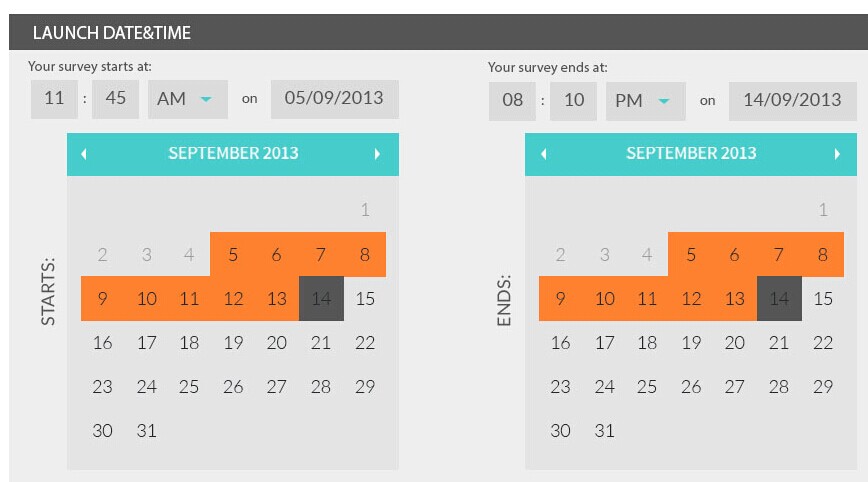 LAUNCH DATE&TIME
Your survey starts at:
11 : 45 AM on 05/09/2013
SEPTEMBER 2013
STARTS:
1
2 3 4 5 6 7 8
9 10 11 12 13 14 15
16 17 18 19 20 21 22
23 24 25 26 27 28 29
30 31
Your survey ends at:
08 : 10 PM on 14/09/2013
SEPTEMBER 2013
ENDS:
1
2 3 4 5 6 7 8
9 10 11 12 13 14 15
16 17 18 19 20 21 22
23 24 25 26 27 28 29
30 31